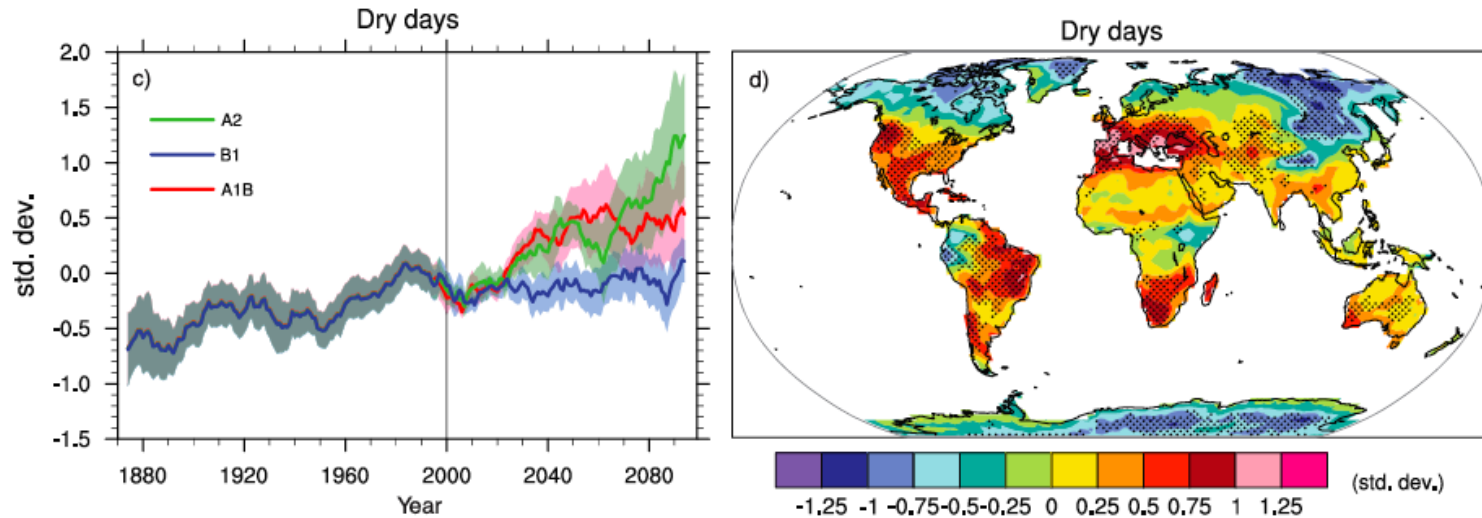 Dry days
c)
2.0
1.5
1.0
0.5
0.0
-0.5
-1.0
-1.5
std. dev.
A2
B1
A1B
1880 1920 1960 2000 2040 2080
Year
Dry days
d)
-1.25 -1 -0.75-0.5-0.25 0 0.25 0.5 0.75 1 1.25
(std. dev.)